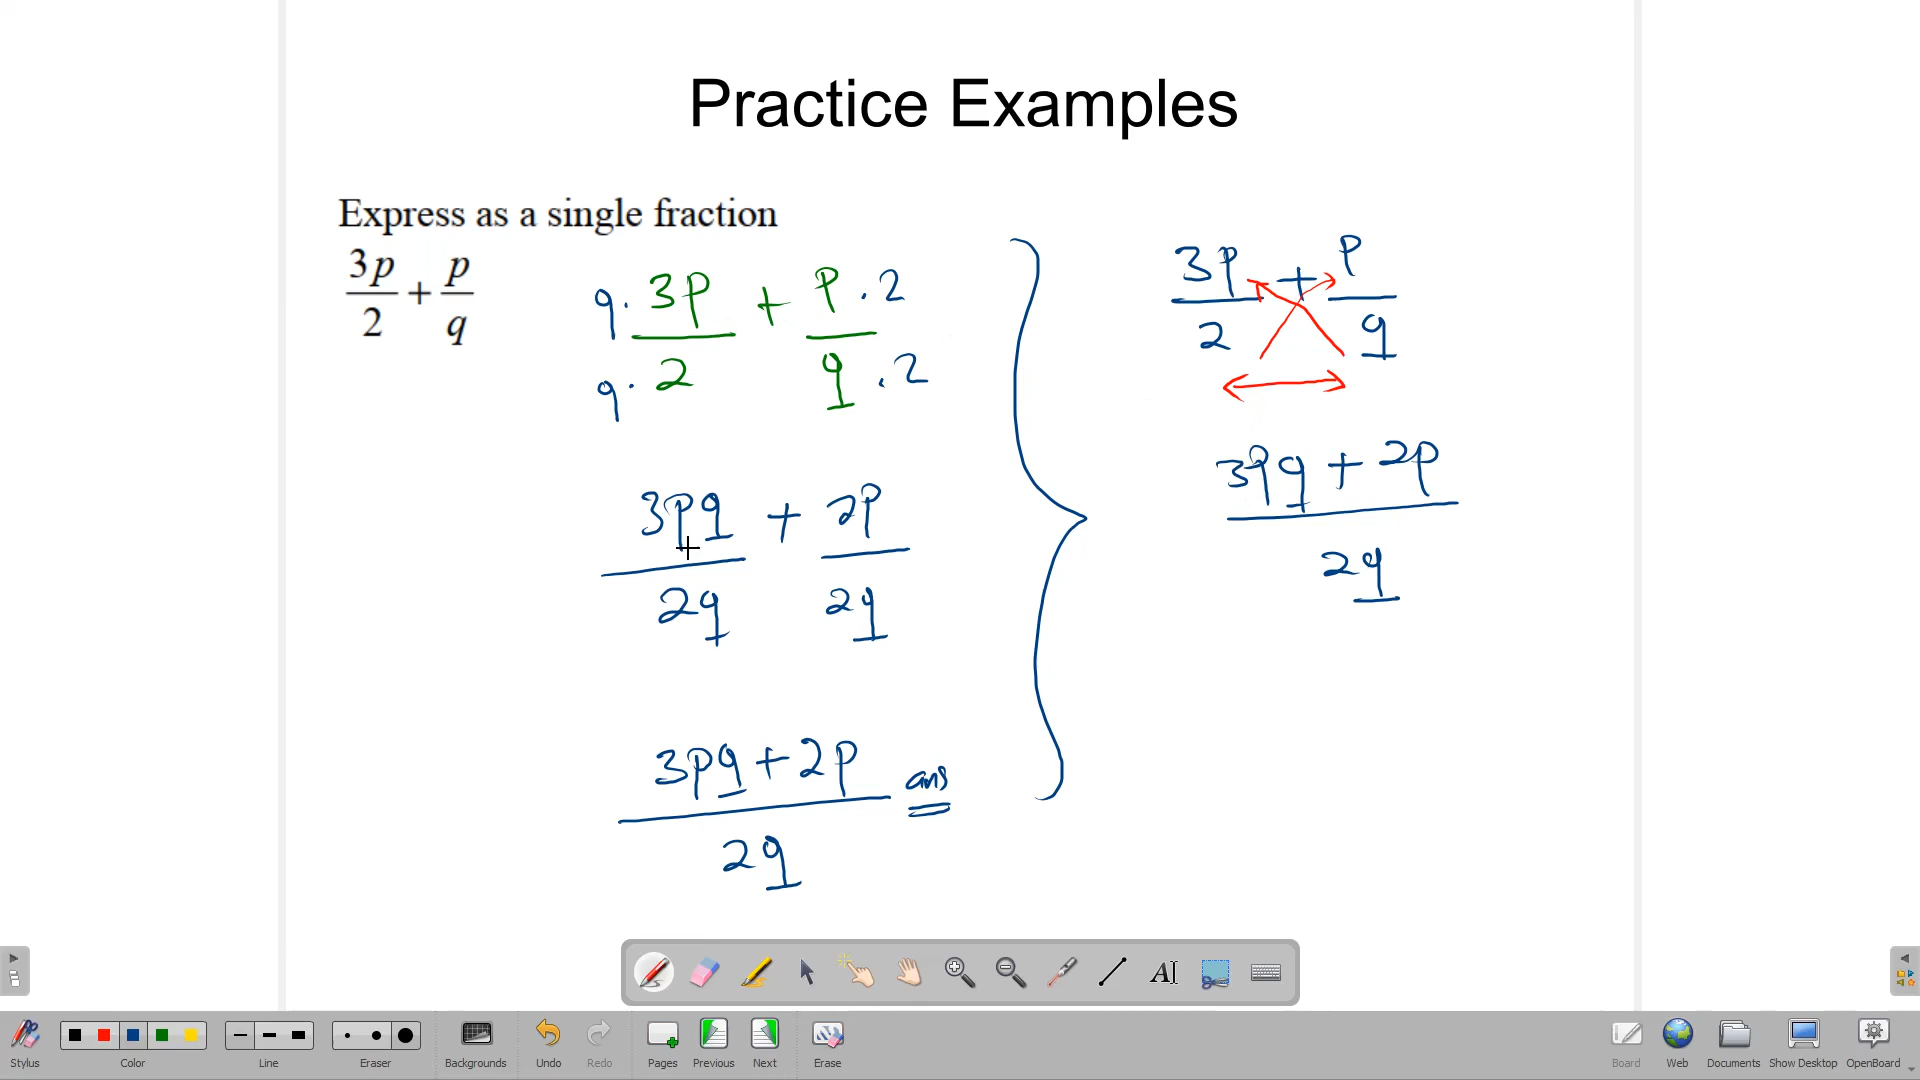 Practice Examples
Express as a single fraction
3p/2 + p/q
q · 3p/2 · q + p · 2/q · 2
3pq/2q + 2p/2q
3pq + 2p/2q ans
3p/2 + p/q
3pq + 2p/2q
AI
Stylus Color Line Eraser Backgrounds Undo Redo Pages Previous Next Erase Board Web Documents Show Desktop OpenBoard